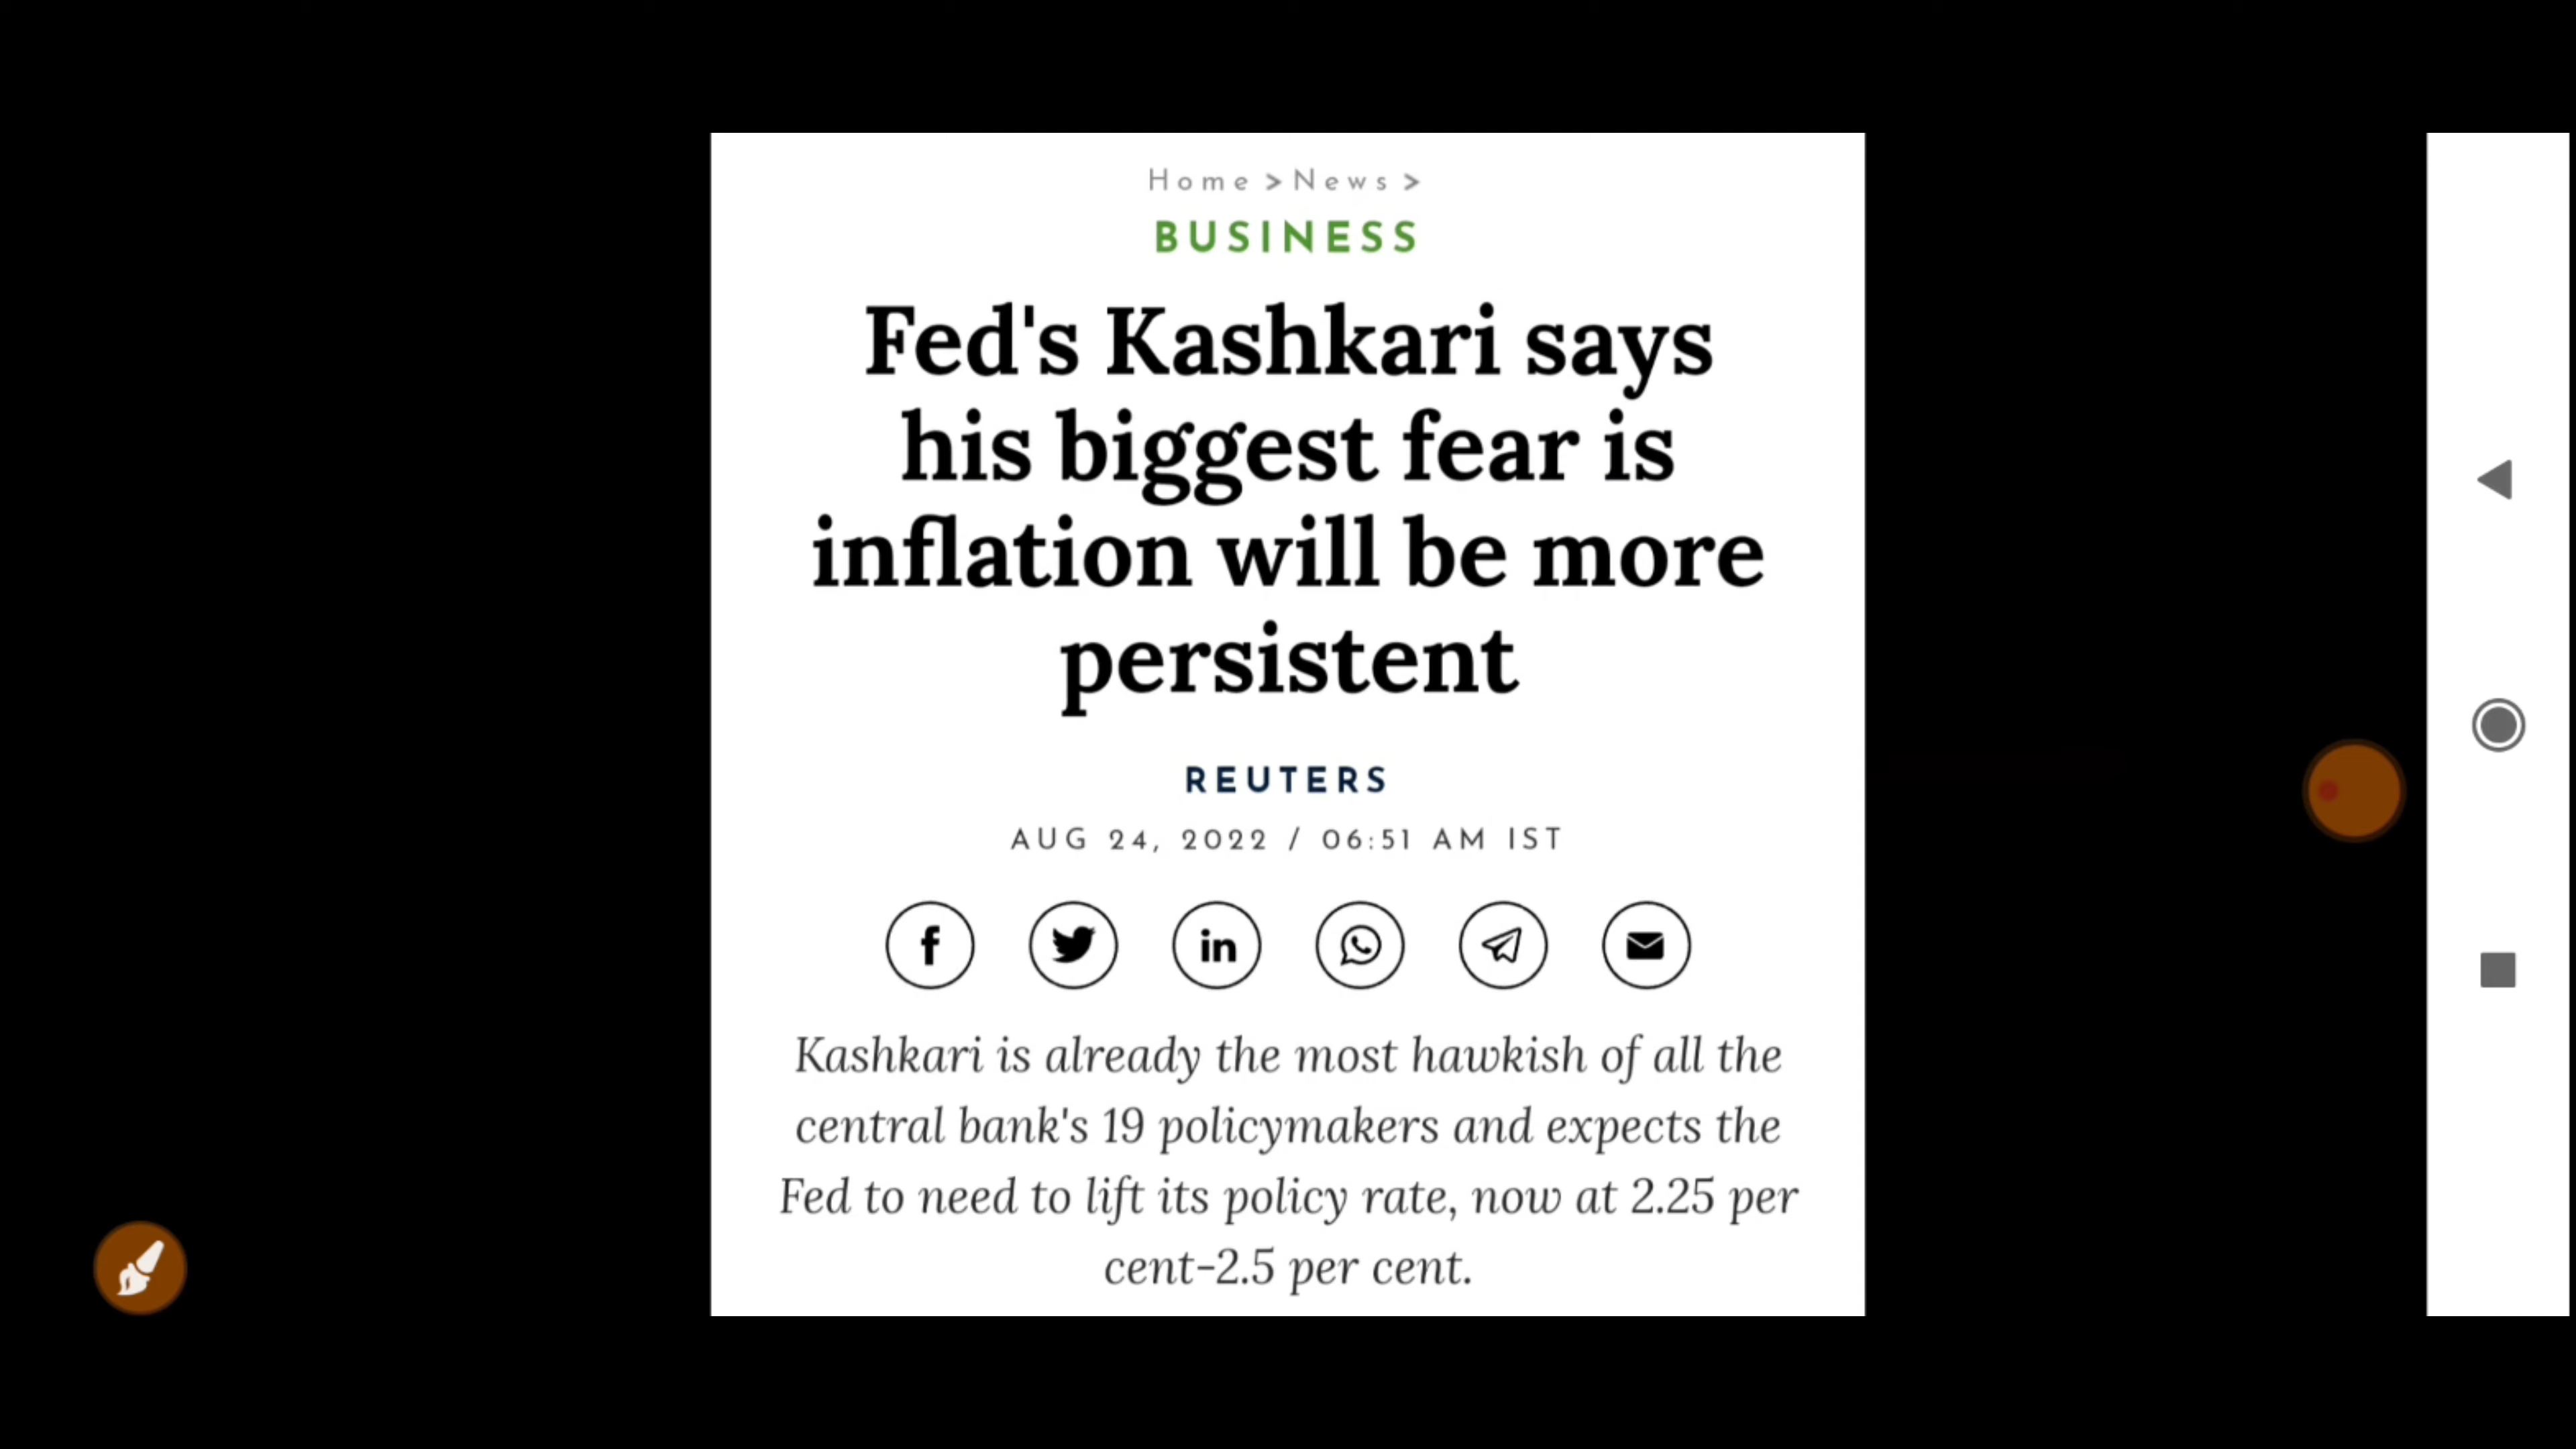 Home > News >
BUSINESS
Fed's Kashkari says
his biggest fear is
inflation will be more
persistent
REUTERS
AUG 24, 2022 / 06:51 AM IST
Kashkari is already the most hawkish of all the
central bank's 19 policymakers and expects the
Fed to need to lift its policy rate, now at 2.25 per
cent-2.5 per cent.